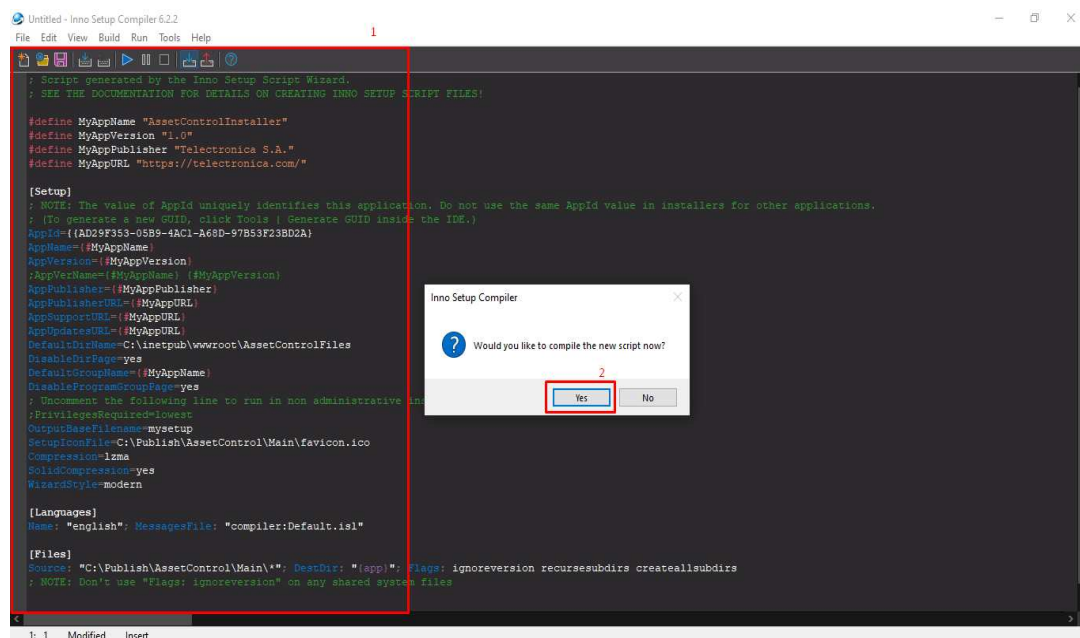 Untitled - Inno Setup Compiler 6.2.2
File Edit View Build Run Tools Help
1
; Script generated by the Inno Setup Script Wizard.
; SEE THE DOCUMENTATION FOR DETAILS ON CREATING INNO SETUP SCRIPT FILES!
#define MyAppName "AssetControlInstaller"
#define MyAppVersion "1.0"
#define MyAppPublisher "Telectronica S.A."
#define MyAppURL "https://telectronica.com/"
[Setup]
; NOTE: The value of AppId uniquely identifies this application. Do not use the same AppId value in installers for other applications.
; (To generate a new GUID, click Tools | Generate GUID inside the IDE.)
AppId={{AD29F353-05B9-4AC1-A68D-97B53F23BD2A}
AppName={#MyAppName}
AppVersion={#MyAppVersion}
;AppVerName={#MyAppName} {#MyAppVersion}
AppPublisher={#MyAppPublisher}
AppPublisherURL={#MyAppURL}
AppSupportURL={#MyAppURL}
AppUpdatesURL={#MyAppURL}
DefaultDirName=C:\inetpub\wwwroot\AssetControlFiles
DisableDirPage=yes
DefaultGroupName={#MyAppName}
DisableProgramGroupPage=yes
; Uncomment the following line to run in non administrative ins
;PrivilegesRequired=lowest
OutputBaseFilename=mysetup
SetupIconFile=C:\Publish\AssetControl\Main\favicon.ico
Compression=lzma
SolidCompression=yes
WizardStyle=modern
[Languages]
Name: "english"; MessagesFile: "compiler:Default.isl"
[Files]
Source: "C:\Publish\AssetControl\Main\*"; DestDir: "{app}"; Flags: ignoreversion recursesubdirs createallsubdirs
; NOTE: Don't use "Flags: ignoreversion" on any shared system files
Inno Setup Compiler
Would you like to compile the new script now?
2
Yes No
1: 1 Modified Insert